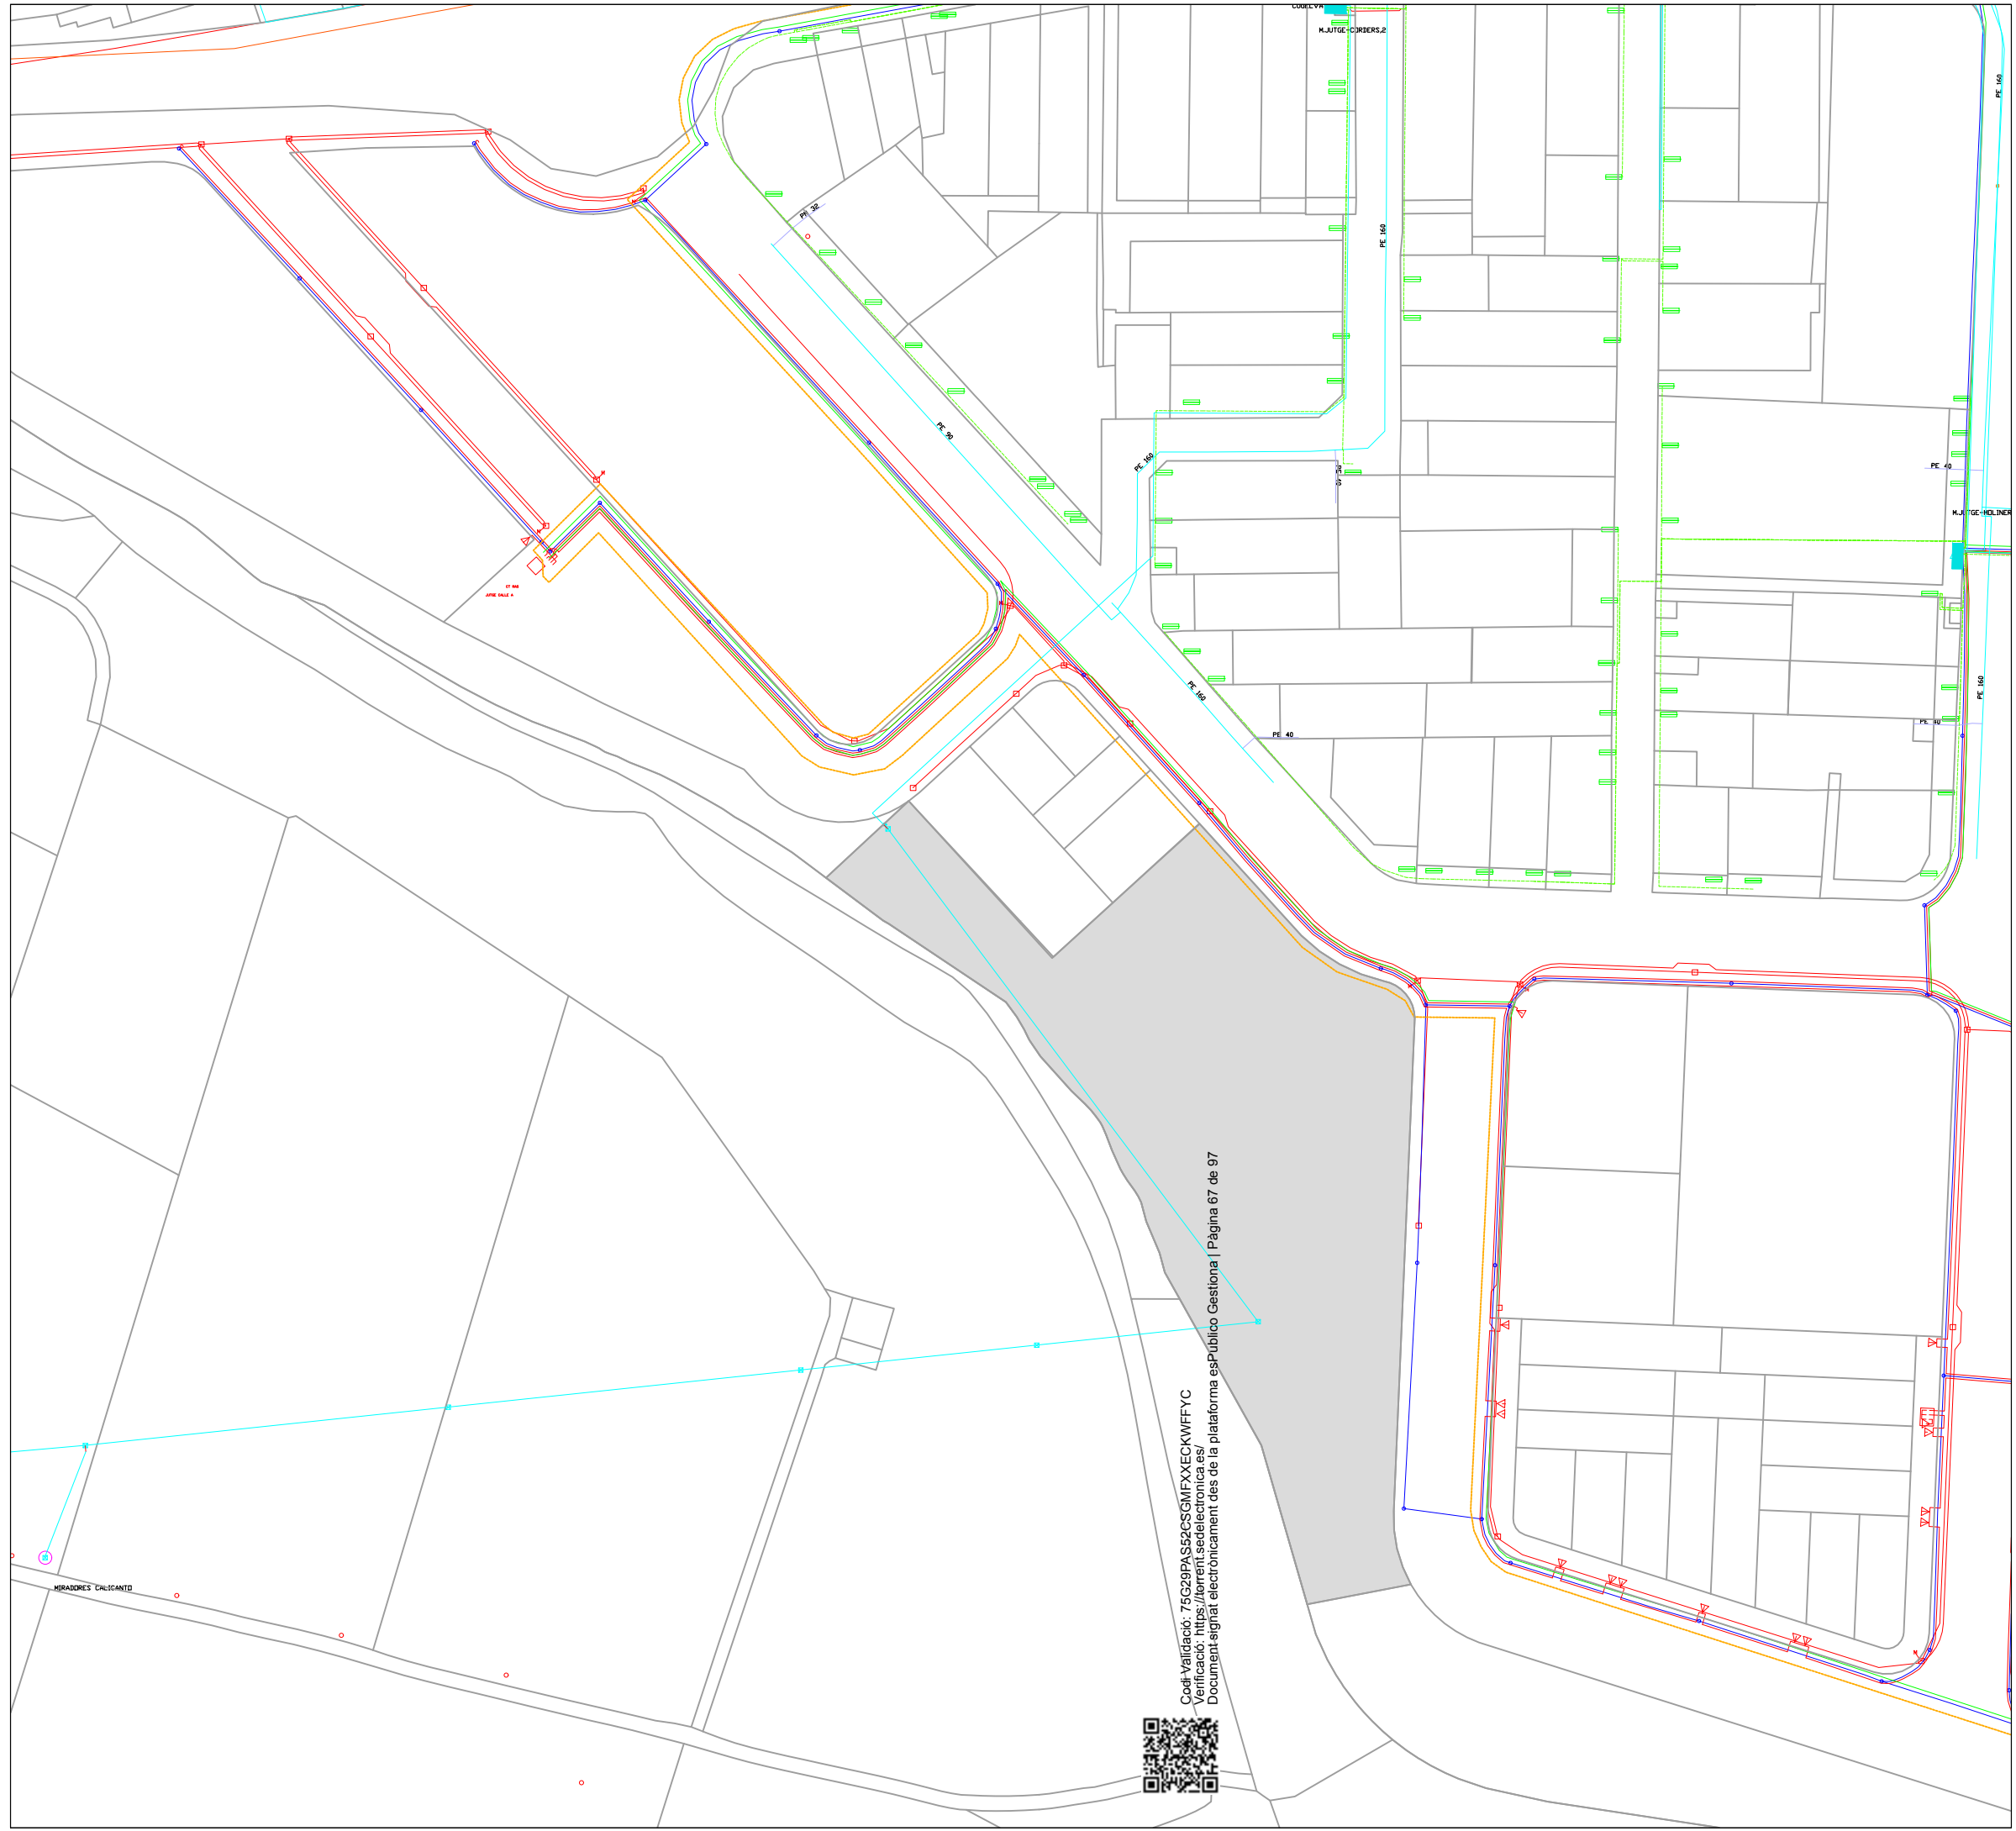 M.JUTGE-CORDERS,2
PE 160
PE 32
PE 160
PE 90
PE 160
PE 40
M.JUTGE-MOLINER
PE 160
PE 40
PE 160
PE 40
MIRADORES CALICANTO
Codi Validació: 75G29PAS52CSGMFXXECKWFFYC
Verificació: https://torrent.sedelectronica.es/
Document signat electrònicament des de la plataforma esPublico Gestiona | Pàgina 67 de 97